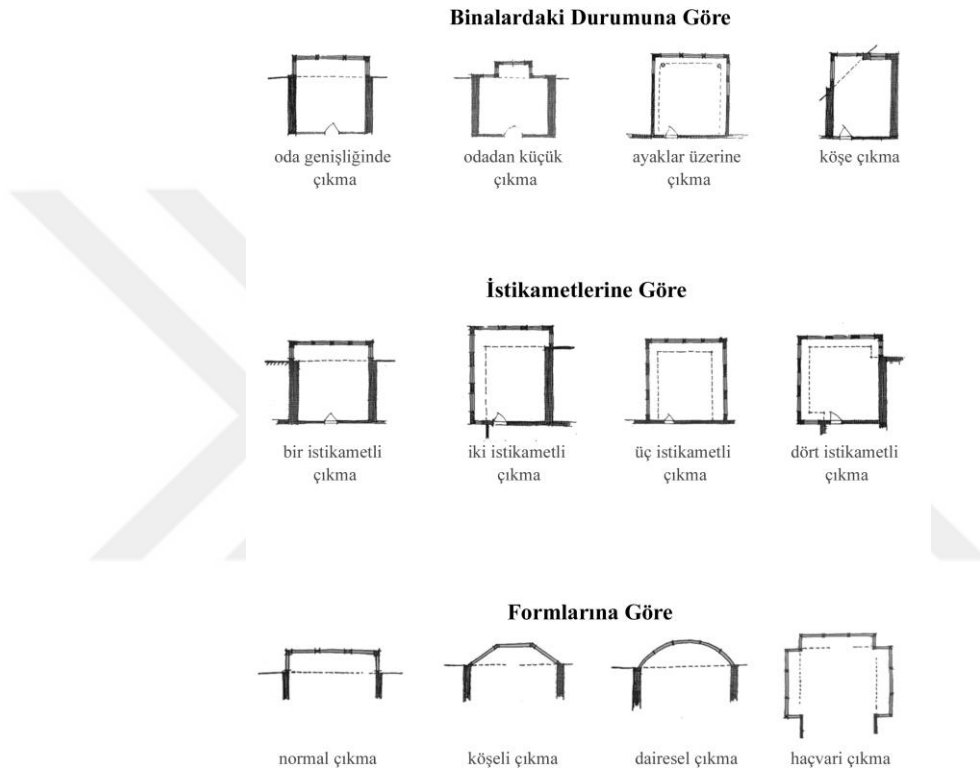 Binalardaki Durumuna Göre
oda genişliğinde
çıkma
odadan küçük
çıkma
ayaklar üzerine
çıkma
köşe çıkma
İstikametlerine Göre
bir istikametli
çıkma
iki istikametli
çıkma
üç istikametli
çıkma
dört istikametli
çıkma
Formlarına Göre
normal çıkma
köşeli çıkma
dairesel çıkma
haçvari çıkma